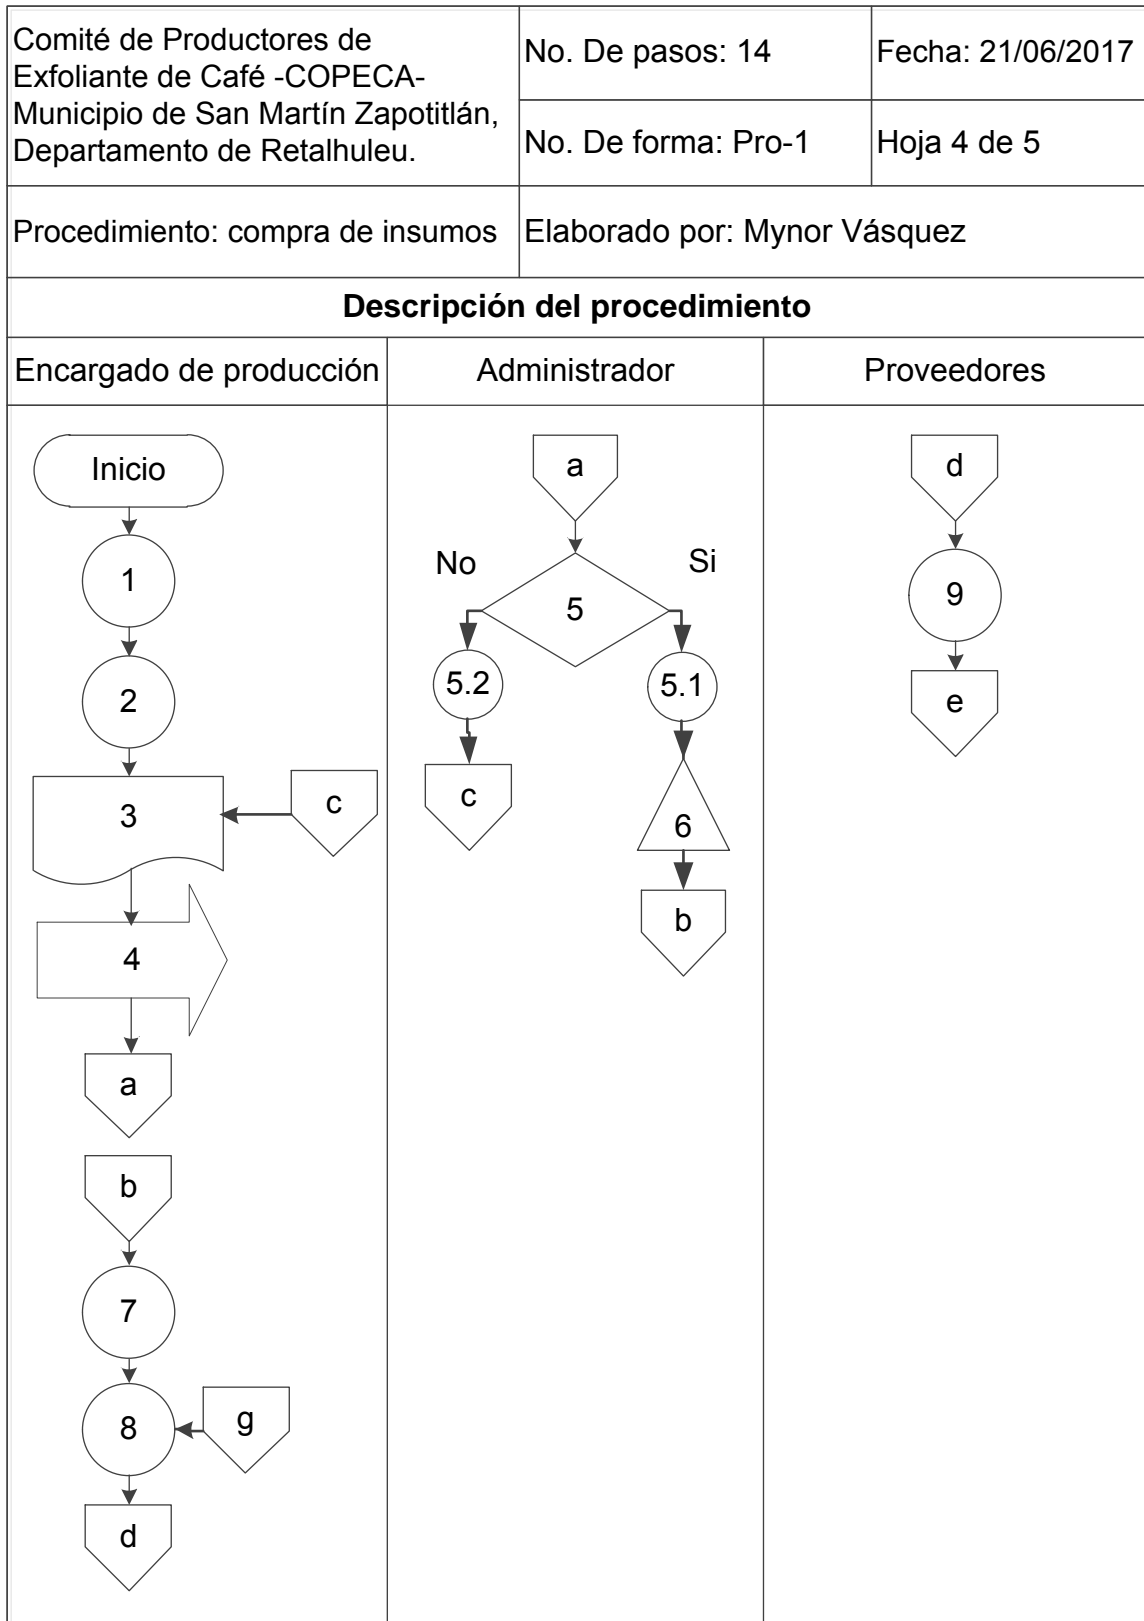 Comité de Productores de
Exfoliante de Café -COPECA-
Municipio de San Martín Zapotitlán,
Departamento de Retalhuleu.
No. De pasos: 14
Fecha: 21/06/2017
No. De forma: Pro-1
Hoja 4 de 5
Procedimiento: compra de insumos
Elaborado por: Mynor Vásquez
Descripción del procedimiento
Encargado de producción
Administrador
Proveedores
Inicio
1
2
3
c
4
a
b
7
8
g
d
a
No
Si
5
5.2
5.1
c
6
b
d
9
e